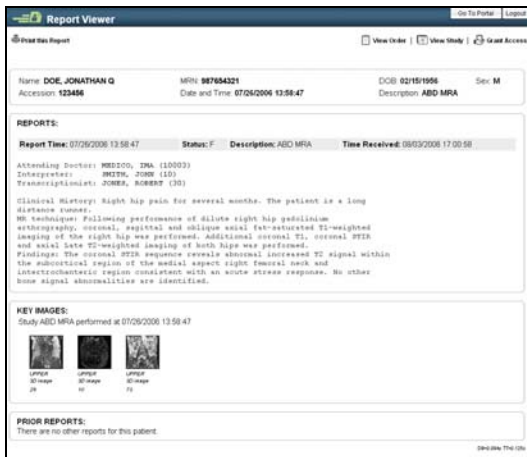 Report Viewer
Go To Portal | Logout
Print this Report
View Order | View Study | Grant Access
Name: DOE, JONATHAN Q MRN: 987654321 DOB: 02/15/1956 Sex: M
Accession: 123456 Date and Time: 07/26/2006 13:58:47 Description: ABD MRA
REPORTS:
Report Time: 07/26/2006 13:58:47 Status: F Description: ABD MRA Time Received: 08/03/2006 17:00:58
Attending Doctor: MEDICO, IMA (10003)
Interpreter: SMITH, JOHN (10)
Transcriptionist: JONES, ROBERT (30)
Clinical History: Right hip pain for several months. The patient is a long
distance runner.
MR technique: Following performance of dilute right hip gadolinium
arthrography, coronal, sagittal and oblique axial fat-saturated T1-weighted
imaging of the right hip was performed. Additional coronal T1, coronal STIR
and axial Late T2-weighted imaging of both hips was performed.
Findings: The coronal STIR sequence reveals abnormal increased T2 signal within
the subcortical region of the medial aspect right femoral neck and
intertrochanteric region consistent with an acute stress response. No other
bone signal abnormalities are identified.
KEY IMAGES:
Study ABD MRA performed at 07/26/2006 13:58:47
UPPER UPPER UPPER
3D image 3D image 3D image
PRIOR REPORTS:
There are no other reports for this patient.